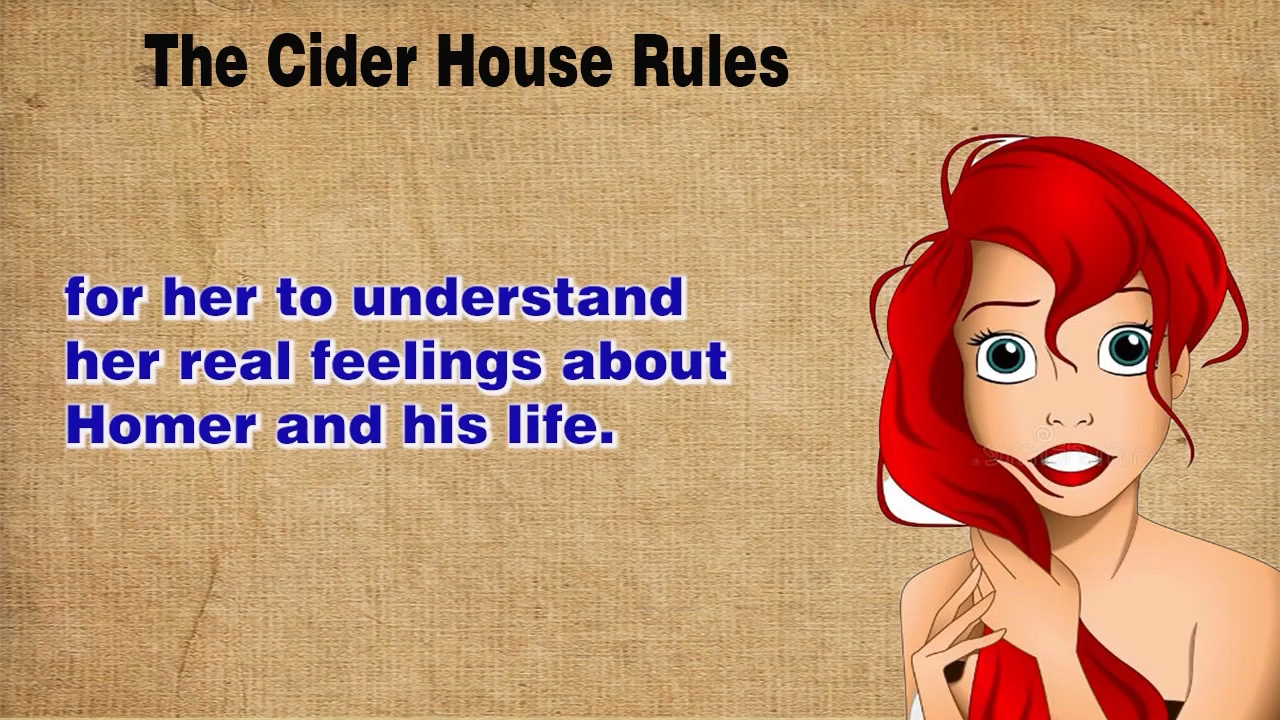 The Cider House Rules
for her to understand
her real feelings about
Homer and his life.